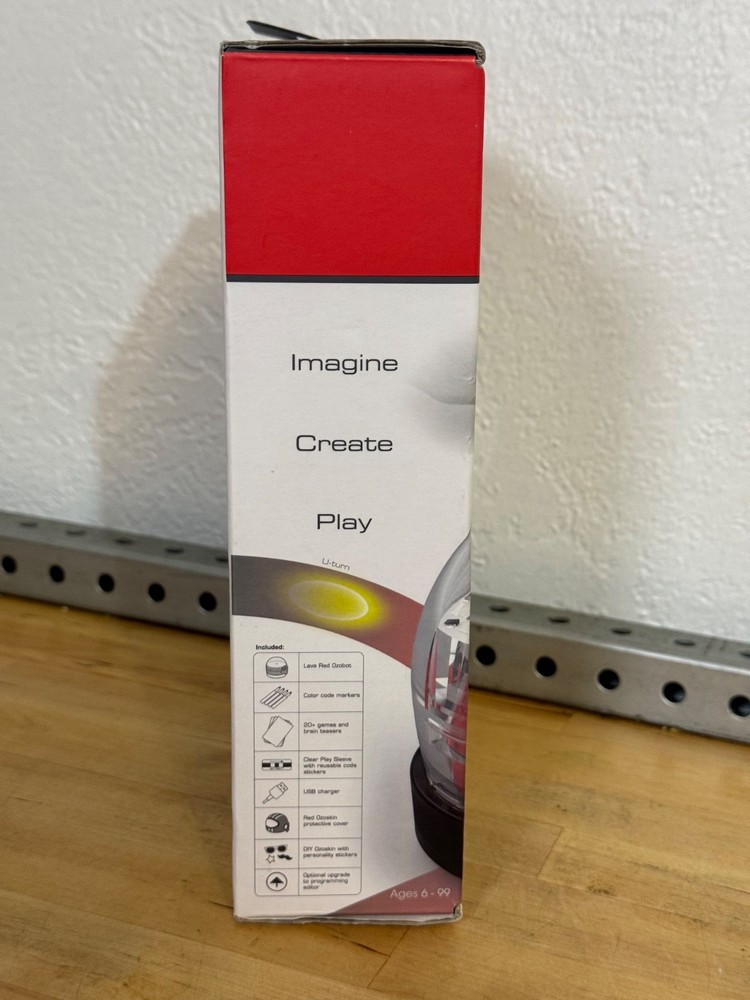 Imagine
Create
Play
U-turn
Included:
Lava Red Ozobot
Color code markers
20+ games and
brain teasers
Clear Play Sleeve
with reusable code
stickers
USB charger
Red Ozoskin
protective cover
DIY Ozoskin with
personality stickers
Optional upgrade
to programming
editor
Ages 6 - 99